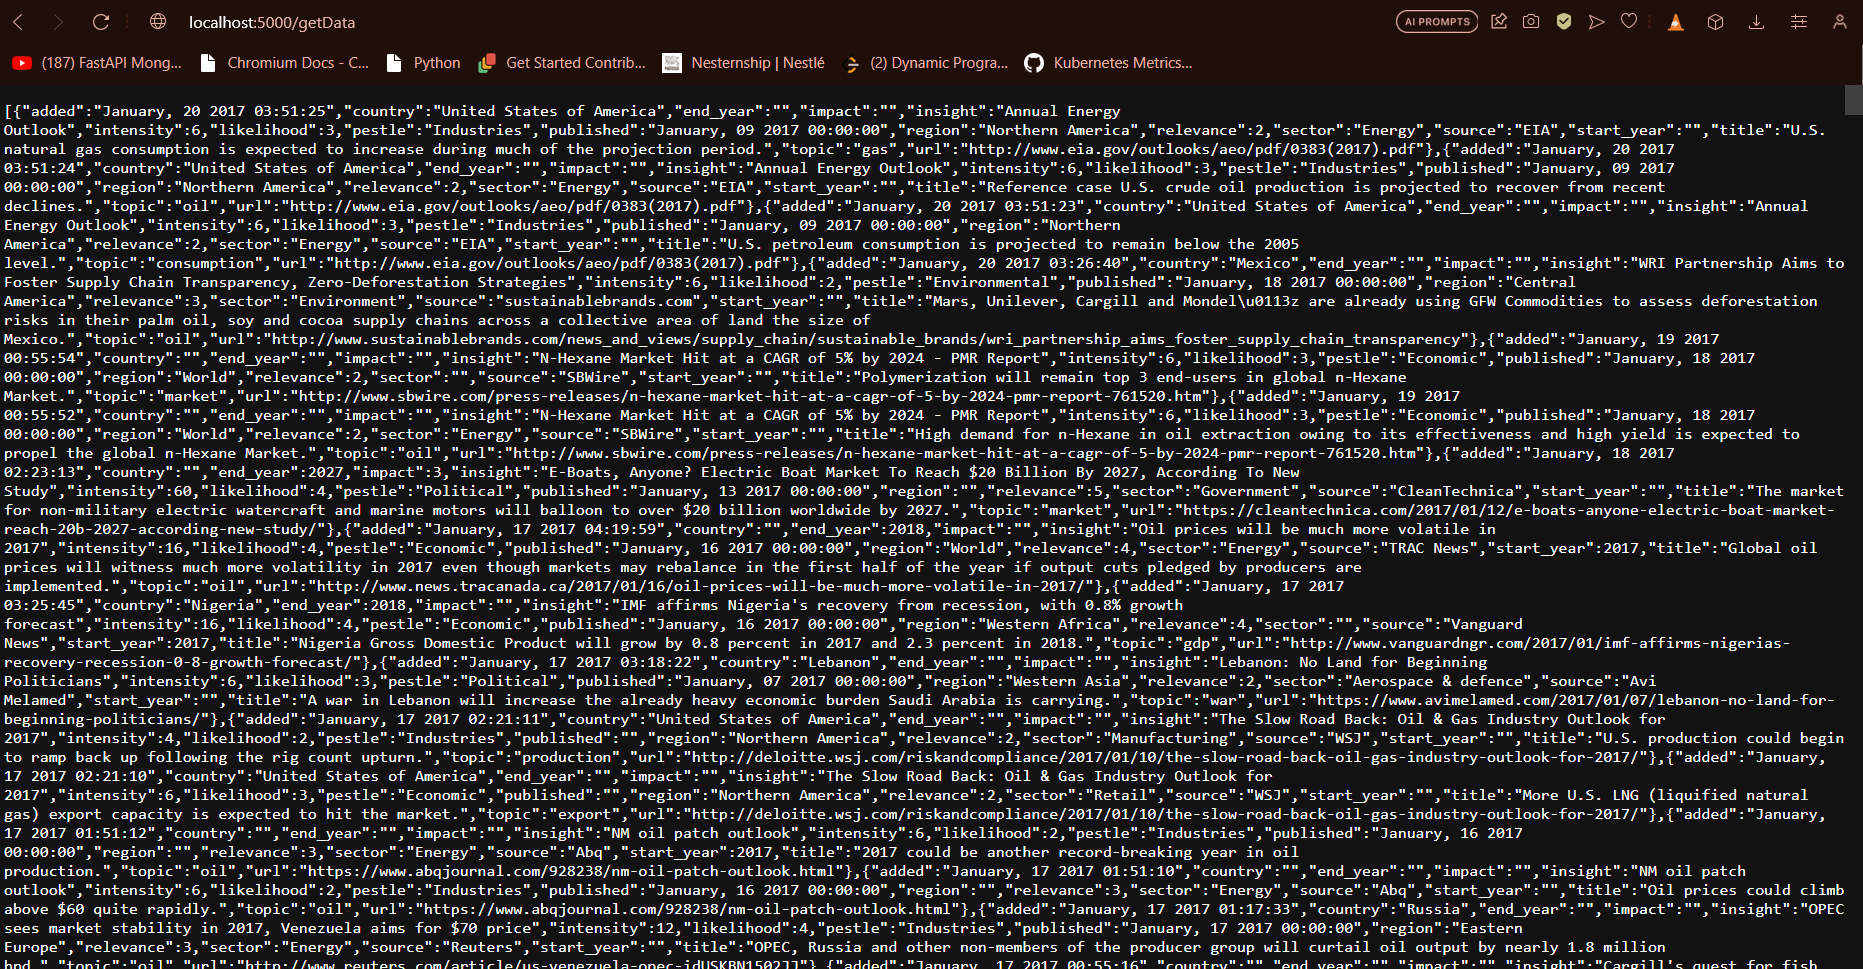 localhost:5000/getData
AI PROMPTS
(187) FastAPI Mong...
Chromium Docs - C...
Python
Get Started Contrib...
Nesternship | Nestlé
(2) Dynamic Progra...
Kubernetes Metrics...
[{"added":"January, 20 2017 03:51:25","country":"United States of America","end_year":"","impact":"","insight":"Annual Energy
Outlook","intensity":6,"likelihood":3,"pestle":"Industries","published":"January, 09 2017 00:00:00","region":"Northern America","relevance":2,"sector":"Energy","source":"EIA","start_year":"","title":"U.S.
natural gas consumption is expected to increase during much of the projection period.","topic":"gas","url":"http://www.eia.gov/outlooks/aeo/pdf/0383(2017).pdf"},{"added":"January, 20 2017
03:51:24","country":"United States of America","end_year":"","impact":"","insight":"Annual Energy Outlook","intensity":6,"likelihood":3,"pestle":"Industries","published":"January, 09 2017
00:00:00","region":"Northern America","relevance":2,"sector":"Energy","source":"EIA","start_year":"","title":"Reference case U.S. crude oil production is projected to recover from recent
declines.","topic":"oil","url":"http://www.eia.gov/outlooks/aeo/pdf/0383(2017).pdf"},{"added":"January, 20 2017 03:51:23","country":"United States of America","end_year":"","impact":"","insight":"Annual
Energy Outlook","intensity":6,"likelihood":3,"pestle":"Industries","published":"January, 09 2017 00:00:00","region":"Northern
America","relevance":2,"sector":"Energy","source":"EIA","start_year":"","title":"U.S. petroleum consumption is projected to remain below the 2005
level.","topic":"consumption","url":"http://www.eia.gov/outlooks/aeo/pdf/0383(2017).pdf"},{"added":"January, 20 2017 03:26:40","country":"Mexico","end_year":"","impact":"","insight":"WRI Partnership Aims to
Foster Supply Chain Transparency, Zero-Deforestation Strategies","intensity":6,"likelihood":2,"pestle":"Environmental","published":"January, 18 2017 00:00:00","region":"Central
America","relevance":3,"sector":"Environment","source":"sustainablebrands.com","start_year":"","title":"Mars, Unilever, Cargill and Mondel\u0113z are already using GFW Commodities to assess deforestation
risks in their palm oil, soy and cocoa supply chains across a collective area of land the size of
Mexico.","topic":"oil","url":"http://www.sustainablebrands.com/news_and_views/supply_chain/sustainable_brands/wri_partnership_aims_foster_supply_chain_transparency"},{"added":"January, 19 2017
00:55:54","country":"","end_year":"","impact":"","insight":"N-Hexane Market Hit at a CAGR of 5% by 2024 - PMR Report","intensity":6,"likelihood":3,"pestle":"Economic","published":"January, 18 2017
00:00:00","region":"World","relevance":2,"sector":"","source":"SBWire","start_year":"","title":"Polymerization will remain top 3 end-users in global n-Hexane
Market.","topic":"market","url":"http://www.sbwire.com/press-releases/n-hexane-market-hit-at-a-cagr-of-5-by-2024-pmr-report-761520.htm"},{"added":"January, 19 2017
00:55:52","country":"","end_year":"","impact":"","insight":"N-Hexane Market Hit at a CAGR of 5% by 2024 - PMR Report","intensity":6,"likelihood":3,"pestle":"Economic","published":"January, 18 2017
00:00:00","region":"World","relevance":2,"sector":"Energy","source":"SBWire","start_year":"","title":"High demand for n-Hexane in oil extraction owing to its effectiveness and high yield is expected to
propel the global n-Hexane Market.","topic":"oil","url":"http://www.sbwire.com/press-releases/n-hexane-market-hit-at-a-cagr-of-5-by-2024-pmr-report-761520.htm"},{"added":"January, 18 2017
02:23:13","country":"","end_year":2027,"impact":3,"insight":"E-Boats, Anyone? Electric Boat Market To Reach $20 Billion By 2027, According To New
Study","intensity":60,"likelihood":4,"pestle":"Political","published":"January, 13 2017 00:00:00","region":"","relevance":5,"sector":"Government","source":"CleanTechnica","start_year":"","title":"The market
for non-military electric watercraft and marine motors will balloon to over $20 billion worldwide by 2027.","topic":"market","url":"https://cleantechnica.com/2017/01/12/e-boats-anyone-electric-boat-market-
reach-20b-2027-according-new-study/"},{"added":"January, 17 2017 04:19:59","country":"","end_year":2018,"impact":"","insight":"Oil prices will be much more volatile in
2017","intensity":16,"likelihood":4,"pestle":"Economic","published":"January, 16 2017 00:00:00","region":"World","relevance":4,"sector":"Energy","source":"TRAC News","start_year":2017,"title":"Global oil
prices will witness much more volatility in 2017 even though markets may rebalance in the first half of the year if output cuts pledged by producers are
implemented.","topic":"oil","url":"http://www.news.tracanada.ca/2017/01/16/oil-prices-will-be-much-more-volatile-in-2017/"},{"added":"January, 17 2017
03:25:45","country":"Nigeria","end_year":2018,"impact":"","insight":"IMF affirms Nigeria's recovery from recession, with 0.8% growth
forecast","intensity":16,"likelihood":4,"pestle":"Economic","published":"January, 16 2017 00:00:00","region":"Western Africa","relevance":4,"sector":"","source":"Vanguard
News","start_year":2017,"title":"Nigeria Gross Domestic Product will grow by 0.8 percent in 2017 and 2.3 percent in 2018.","topic":"gdp","url":"http://www.vanguardngr.com/2017/01/imf-affirms-nigerias-
recovery-recession-0-8-growth-forecast/"},{"added":"January, 17 2017 03:18:22","country":"Lebanon","end_year":"","impact":"","insight":"Lebanon: No Land for Beginning
Politicians","intensity":6,"likelihood":3,"pestle":"Political","published":"January, 07 2017 00:00:00","region":"Western Asia","relevance":2,"sector":"Aerospace & defence","source":"Avi
Melamed","start_year":"","title":"A war in Lebanon will increase the already heavy economic burden Saudi Arabia is carrying.","topic":"war","url":"https://www.avimelamed.com/2017/01/07/lebanon-no-land-for-
beginning-politicians/"},{"added":"January, 17 2017 02:21:11","country":"United States of America","end_year":"","impact":"","insight":"The Slow Road Back: Oil & Gas Industry Outlook for
2017","intensity":4,"likelihood":2,"pestle":"Industries","published":"","region":"Northern America","relevance":2,"sector":"Manufacturing","source":"WSJ","start_year":"","title":"U.S. production could begin
to ramp back up following the rig count upturn.","topic":"production","url":"http://deloitte.wsj.com/riskandcompliance/2017/01/10/the-slow-road-back-oil-gas-industry-outlook-for-2017/"},{"added":"January,
17 2017 02:21:10","country":"United States of America","end_year":"","impact":"","insight":"The Slow Road Back: Oil & Gas Industry Outlook for
2017","intensity":6,"likelihood":3,"pestle":"Economic","published":"","region":"Northern America","relevance":2,"sector":"Retail","source":"WSJ","start_year":"","title":"More U.S. LNG (liquified natural
gas) export capacity is expected to hit the market.","topic":"export","url":"http://deloitte.wsj.com/riskandcompliance/2017/01/10/the-slow-road-back-oil-gas-industry-outlook-for-2017/"},{"added":"January,
17 2017 01:51:12","country":"","end_year":"","impact":"","insight":"NM oil patch outlook","intensity":6,"likelihood":2,"pestle":"Industries","published":"January, 16 2017
00:00:00","region":"","relevance":3,"sector":"Energy","source":"Abq","start_year":2017,"title":"2017 could be another record-breaking year in oil
production.","topic":"oil","url":"https://www.abqjournal.com/928238/nm-oil-patch-outlook.html"},{"added":"January, 17 2017 01:51:10","country":"","end_year":"","impact":"","insight":"NM oil patch
outlook","intensity":6,"likelihood":2,"pestle":"Industries","published":"January, 16 2017 00:00:00","region":"","relevance":3,"sector":"Energy","source":"Abq","start_year":"","title":"Oil prices could climb
above $60 quite rapidly.","topic":"oil","url":"https://www.abqjournal.com/928238/nm-oil-patch-outlook.html"},{"added":"January, 17 2017 01:17:33","country":"Russia","end_year":"","impact":"","insight":"OPEC
sees market stability in 2017, Venezuela aims for $70 price","intensity":12,"likelihood":4,"pestle":"Industries","published":"January, 17 2017 00:00:00","region":"Eastern
Europe","relevance":3,"sector":"Energy","source":"Reuters","start_year":"","title":"OPEC, Russia and other non-members of the producer group will curtail oil output by nearly 1.8 million
bpd.","topic":"oil","url":"http://www.reuters.com/article/us-venezuela-opec-idUSKBN1502JJ"},{"added":"January, 17 2017 00:55:16","country":"","end_year":"","impact":"","insight":"Cargill's quest for fish